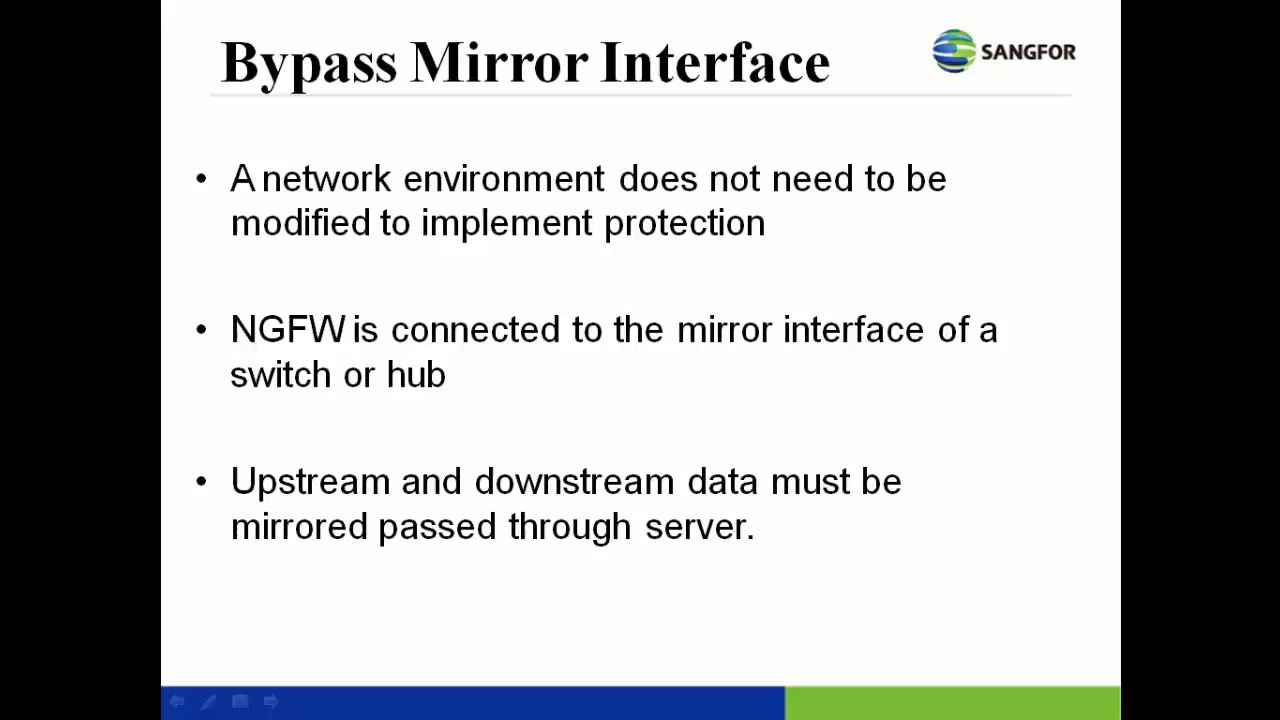 Bypass Mirror Interface
SANGFOR
• A network environment does not need to be
modified to implement protection
• NGFW is connected to the mirror interface of a
switch or hub
• Upstream and downstream data must be
mirrored passed through server.